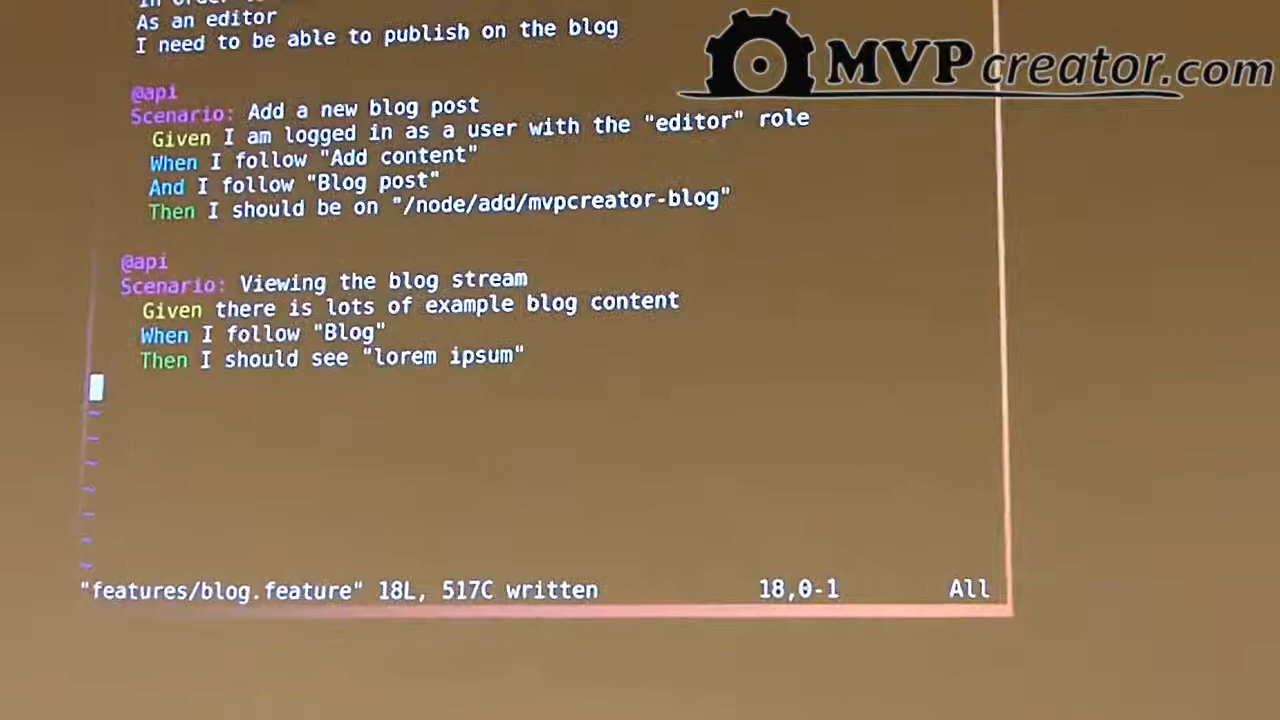 MVPcreator.com
As an editor
I need to be able to publish on the blog
@api
Scenario: Add a new blog post
Given I am logged in as a user with the "editor" role
When I follow "Add content"
And I follow "Blog post"
Then I should be on "/node/add/mvpcreator-blog"
@api
Scenario: Viewing the blog stream
Given there is lots of example blog content
When I follow "Blog"
Then I should see "lorem ipsum"
~
~
~
~
~
~
~
"features/blog.feature" 18L, 517C written 18,0-1 All